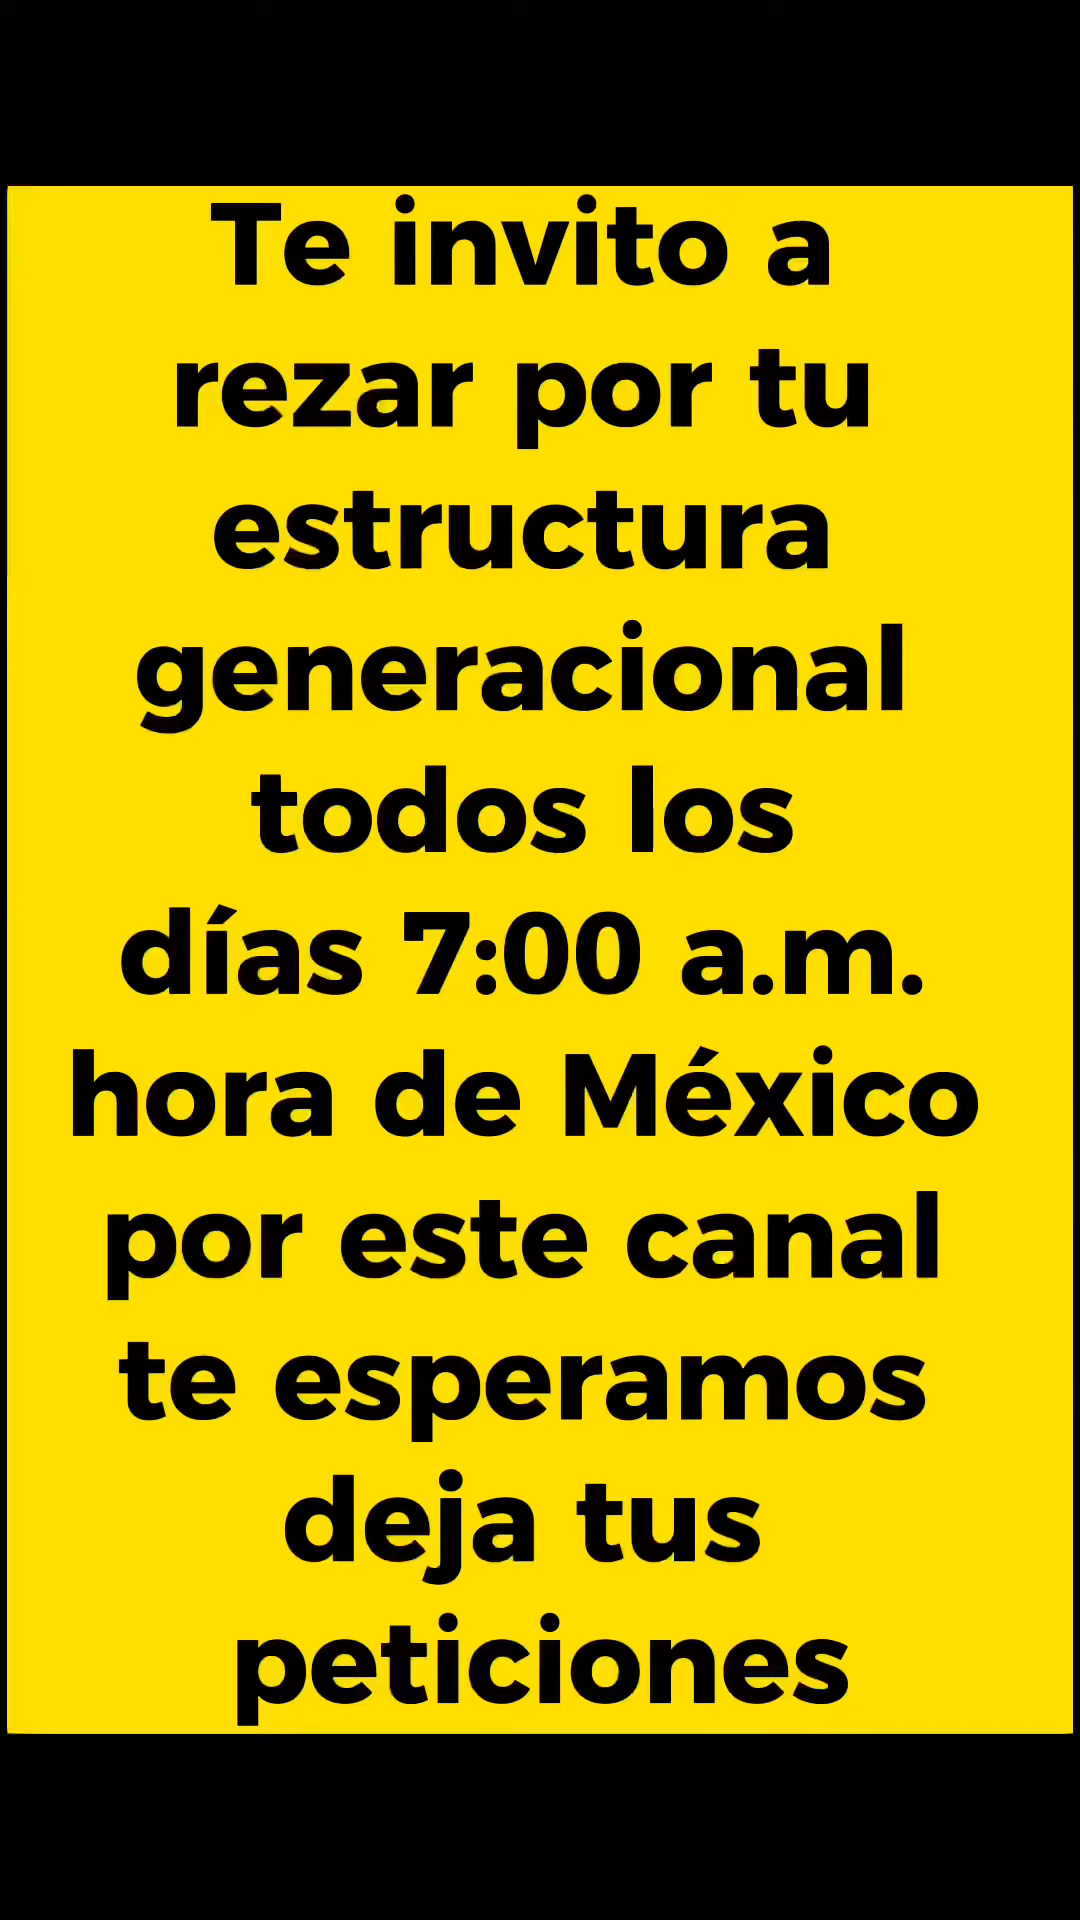 Te invito a
rezar por tu
estructura
generacional
todos los
días 7:00 a.m.
hora de México
por este canal
te esperamos
deja tus
peticiones